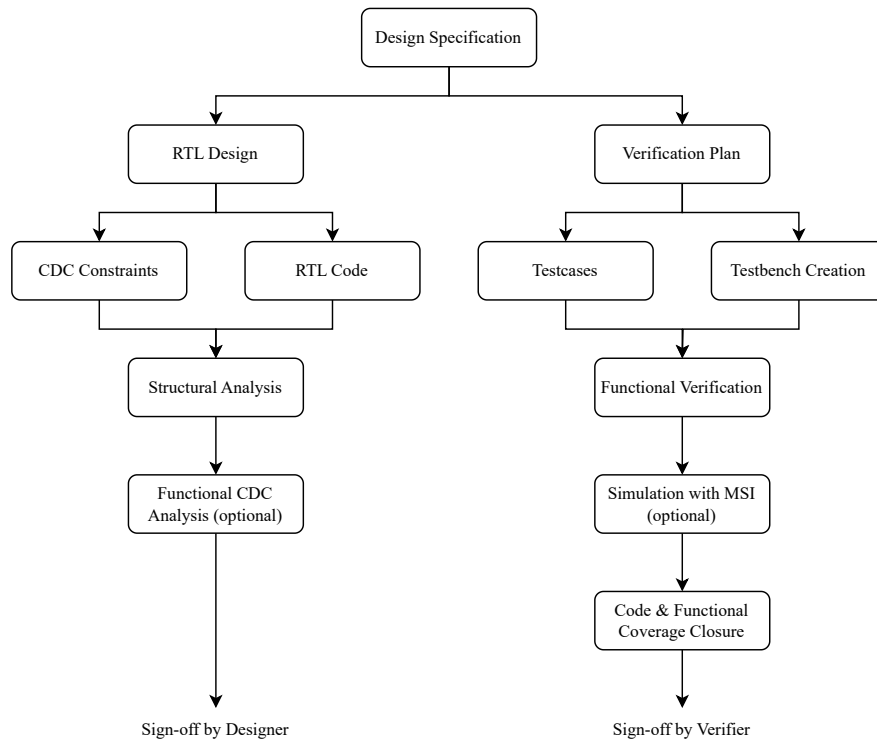 Design Specification
RTL Design
Verification Plan
CDC Constraints
RTL Code
Testcases
Testbench Creation
Structural Analysis
Functional Verification
Functional CDC
Analysis (optional)
Simulation with MSI
(optional)
Code & Functional
Coverage Closure
Sign-off by Designer
Sign-off by Verifier